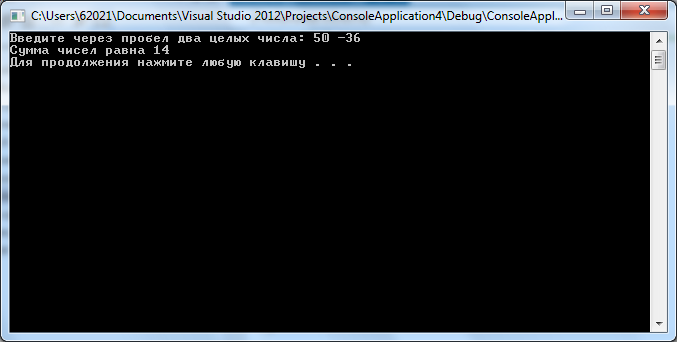 C:\Users\62021\Documents\Visual Studio 2012\Projects\ConsoleApplication4\Debug\ConsoleAppl...
Введите через пробел два целых числа: 50 -36
Сумма чисел равна 14
Для продолжения нажмите любую клавишу . . .